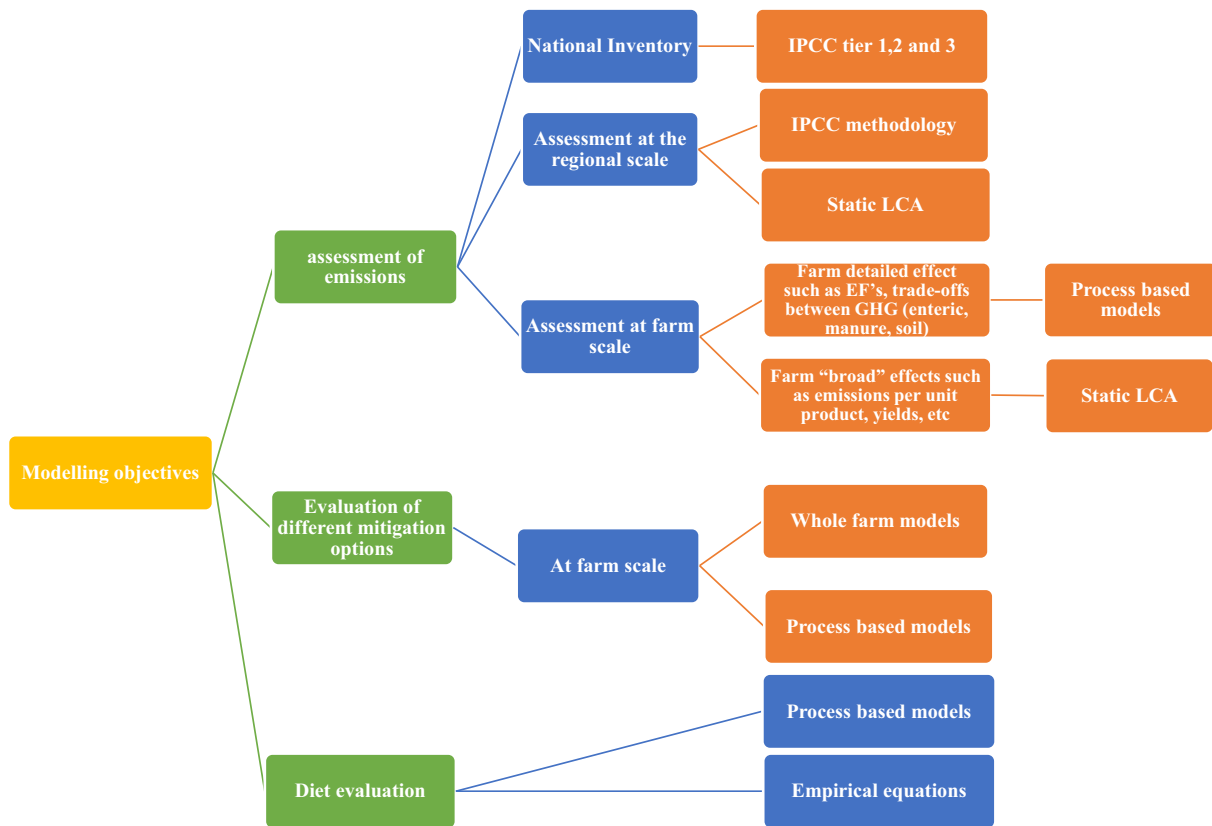 National Inventory
IPCC tier 1,2 and 3
Assessment at the
regional scale
IPCC methodology
Static LCA
assessment of
emissions
Assessment at farm
scale
Farm detailed effect
such as EF's, trade-offs
between GHG (enteric,
manure, soil)
Process based
models
Farm “broad” effects such
as emissions per unit
product, yields, etc
Static LCA
Modelling objectives
Evaluation of
different mitigation
options
At farm scale
Whole farm models
Process based models
Diet evaluation
Process based models
Empirical equations